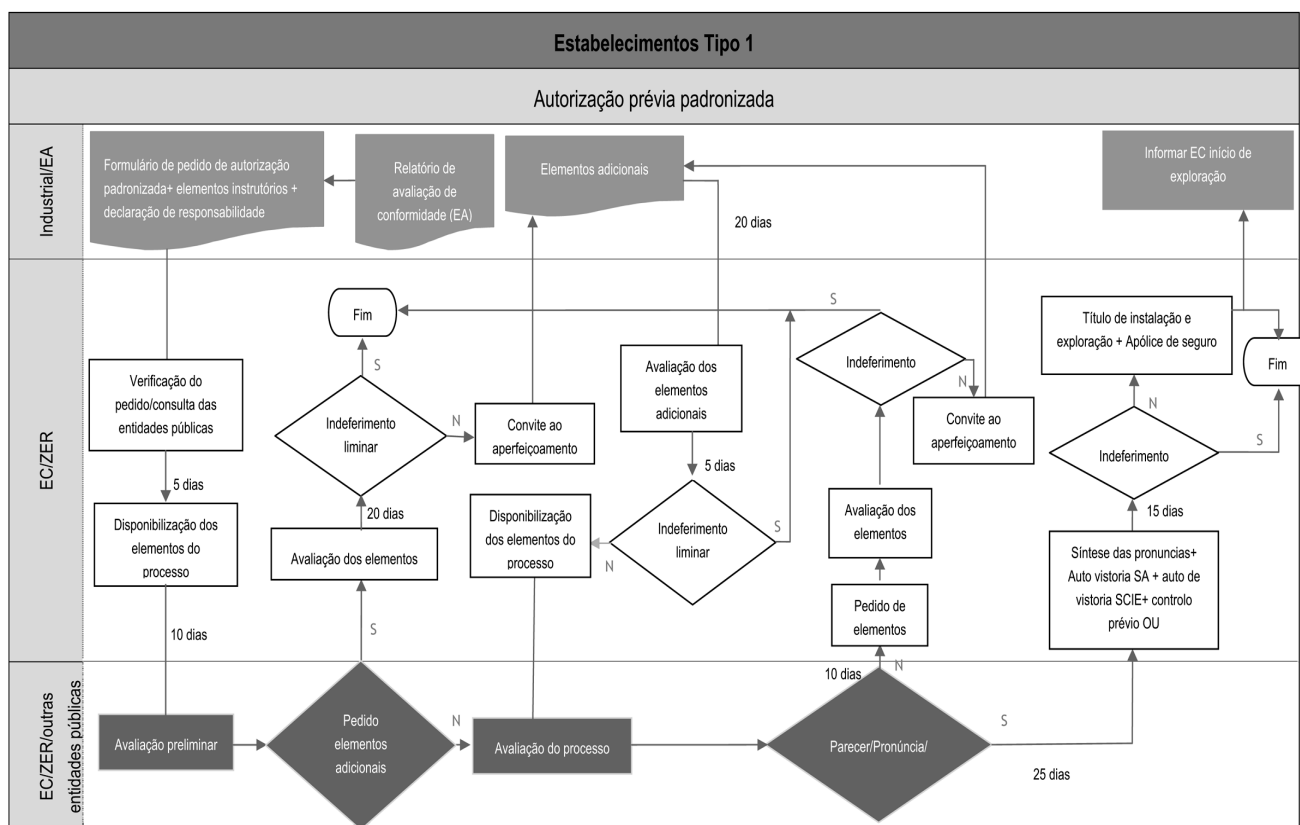 Estabelecimentos Tipo 1
Autorização prévia padronizada
Industrial/EA
Formulário de pedido de autorização
padronizada+ elementos instrutórios +
declaração de responsabilidade
Relatório de
avaliação de
conformidade (EA)
Elementos adicionais
20 dias
Informar EC início de
exploração
EC/ZER
Fim
S
S
Verificação do
pedido/consulta das
entidades públicas
Indeferimento
liminar
N
Convite ao
aperfeiçoamento
Avaliação dos
elementos
adicionais
Indeferimento
N
Convite ao
aperfeiçoamento
Título de instalação e
exploração + Apólice de seguro
Fim
N
Indeferimento
S
5 dias
Disponibilização dos
elementos do
processo
20 dias
Avaliação dos elementos
Disponibilização
dos elementos do
processo
5 dias
Indeferimento
liminar
S
N
Avaliação dos
elementos
15 dias
Síntese das pronuncias+
Auto vistoria SA + auto de
vistoria SCIE+ controlo
prévio OU
Pedido de
elementos
10 dias
S
10 dias
N
EC/ZER/outras
entidades públicas
Avaliação preliminar
Pedido
elementos
adicionais
N
Avaliação do processo
Parecer/Pronúncia/
S
25 dias